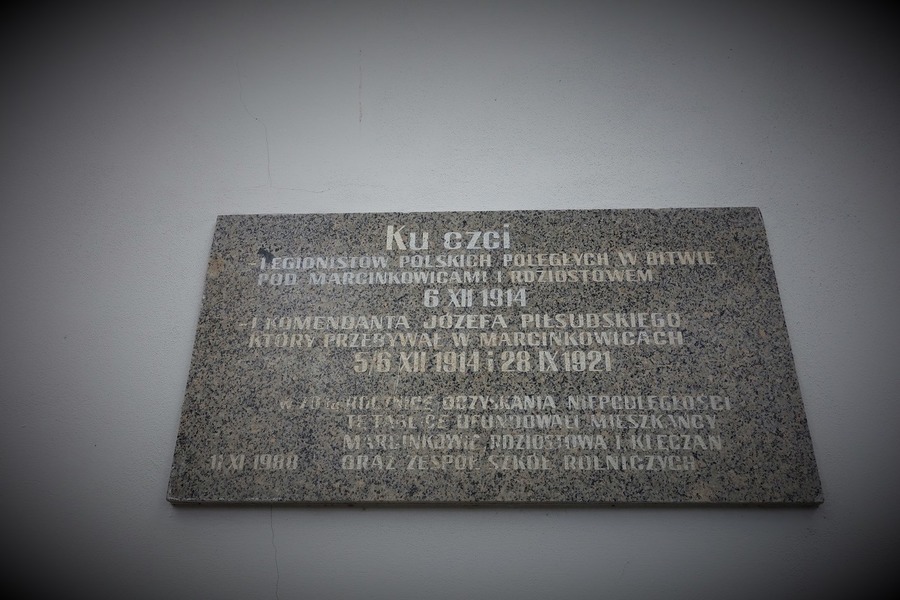 Ku czci
-LEGIONISTÓW POLSKICH POLEGŁYCH W BITWIE
POD MARCINKOWICAMI I RDZIOSTOWEM
6 XII 1914
-I KOMENDANTA JÓZEFA PIŁSUDSKIEGO
KTÓRY PRZEBYWAŁ W MARCINKOWICACH
5/6 XII 1914 i 28 IX 1921
W 70-tą ROCZNICĘ ODZYSKANIA NIEPODLEGŁOŚCI
TĘ TABLICĘ UFUNDOWALI MIESZKAŃCY
MARCINKOWIC RDZIOSTOWA I KLĘCZAN
11 XI 1988 ORAZ ZESPÓŁ SZKÓŁ ROLNICZYCH